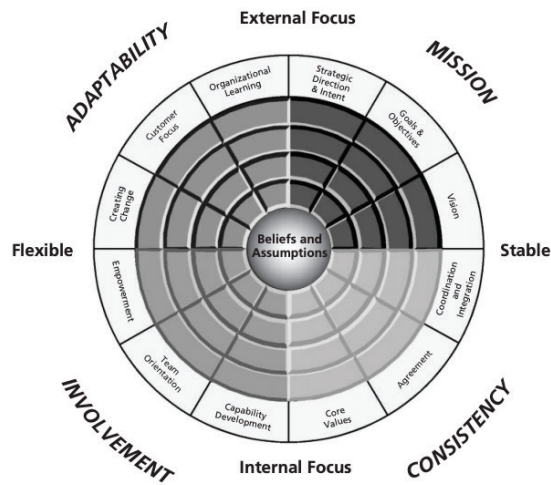 External Focus
ADAPTABILITY
MISSION
Organizational
Learning
Strategic
Direction
& Intent
Customer
Focus
Goals &
Objectives
Creating
Change
Vision
Flexible
Beliefs and
Assumptions
Stable
Empowerment
Coordination
and
Integration
Team
Orientation
Agreement
Capability
Development
Core
Values
INVOLVEMENT
CONSISTENCY
Internal Focus